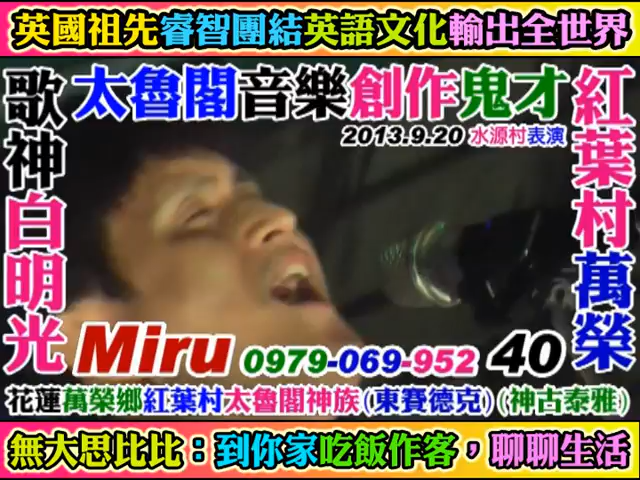 英國祖先睿智團結英語文化輸出全世界
太魯閣音樂創作鬼才
2013.9.20 水源村表演
歌神白明光
紅葉村萬榮
Miru 0979-069-952 40
花蓮萬榮鄉紅葉村太魯閣神族(東賽德克)(神古泰雅)
無大思比比：到你家吃飯作客，聊聊生活